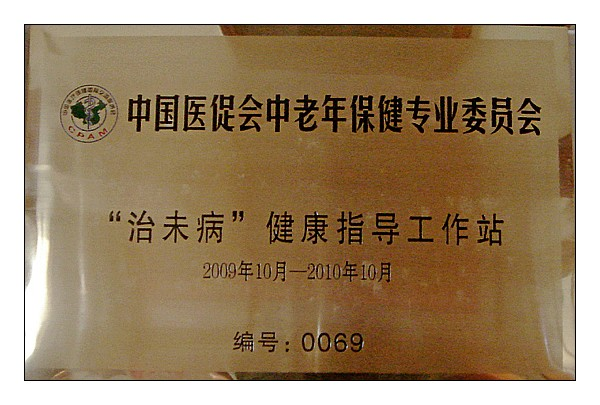 中国医促会中老年保健专业委员会
CPAM
“治未病”健康指导工作站
2009年10月—2010年10月
编号：0069